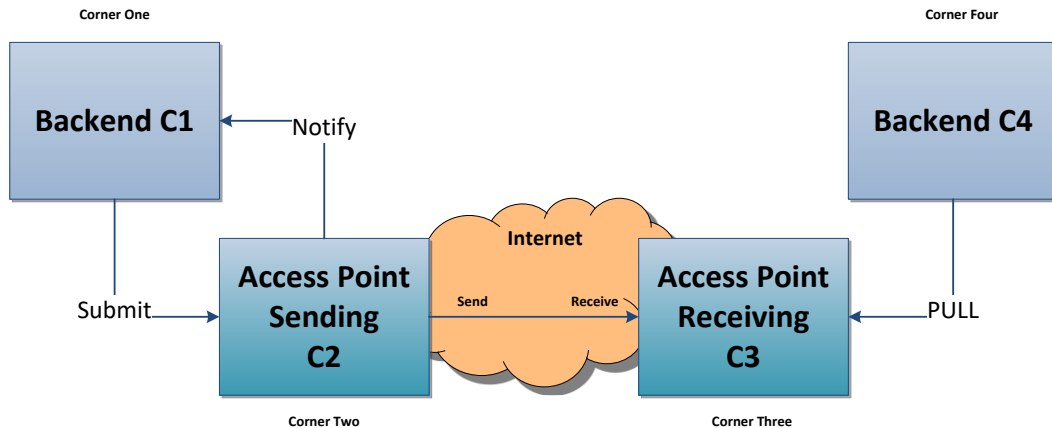 Corner One
Corner Four
Backend C1
Notify
Backend C4
Internet
Access Point
Sending
C2
Send
Receive
Access Point
Receiving
C3
Submit
PULL
Corner Two
Corner Three